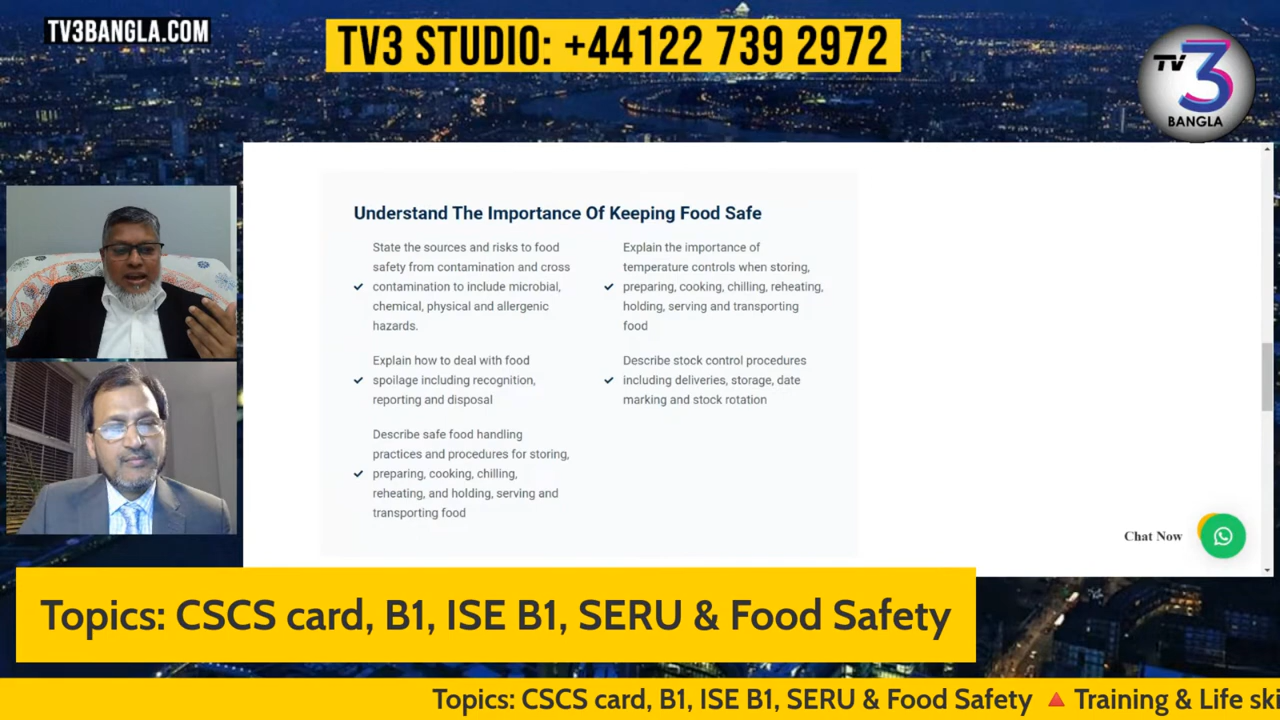 TV3BANGLA.COM
TV3 STUDIO: +44122 739 2972
TV 3
BANGLA
Understand The Importance Of Keeping Food Safe
State the sources and risks to food
safety from contamination and cross
contamination to include microbial,
chemical, physical and allergenic
hazards.
Explain the importance of
temperature controls when storing,
preparing, cooking, chilling, reheating,
holding, serving and transporting
food
Explain how to deal with food
spoilage including recognition,
reporting and disposal
Describe stock control procedures
including deliveries, storage, date
marking and stock rotation
Describe safe food handling
practices and procedures for storing,
preparing, cooking, chilling,
reheating, and holding, serving and
transporting food
Chat Now
Topics: CSCS card, B1, ISE B1, SERU & Food Safety
Topics: CSCS card, B1, ISE B1, SERU & Food Safety 🔺 Training & Life ski